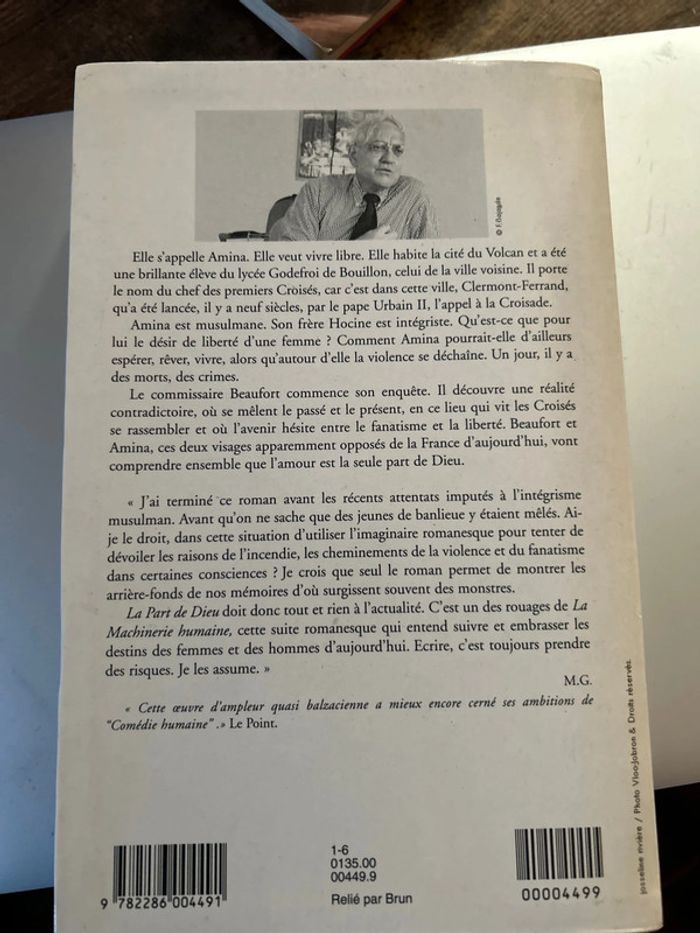 © F. Gajagde
Elle s'appelle Amina. Elle veut vivre libre. Elle habite la cité du Volcan et a été
une brillante élève du lycée Godefroi de Bouillon, celui de la ville voisine. Il porte
le nom du chef des premiers Croisés, car c'est dans cette ville, Clermont-Ferrand,
qu'a été lancée, il y a neuf siècles, par le pape Urbain II, l'appel à la Croisade.
Amina est musulmane. Son frère Hocine est intégriste. Qu'est-ce que pour
lui le désir de liberté d'une femme ? Comment Amina pourrait-elle d'ailleurs
espérer, rêver, vivre, alors qu'autour d'elle la violence se déchaîne. Un jour, il y a
des morts, des crimes.
Le commissaire Beaufort commence son enquête. Il découvre une réalité
contradictoire, où se mêlent le passé et le présent, en ce lieu qui vit les Croisés
se rassembler et où l'avenir hésite entre le fanatisme et la liberté. Beaufort et
Amina, ces deux visages apparemment opposés de la France d'aujourd'hui, vont
comprendre ensemble que l'amour est la seule part de Dieu.
« J'ai terminé ce roman avant les récents attentats imputés à l'intégrisme
musulman. Avant qu'on ne sache que des jeunes de banlieue y étaient mêlés. Ai-
je le droit, dans cette situation d'utiliser l'imaginaire romanesque pour tenter de
dévoiler les raisons de l'incendie, les cheminements de la violence et du fanatisme
dans certaines consciences ? Je crois que seul le roman permet de montrer les
arrière-fonds de nos mémoires d'où surgissent souvent des monstres.
La Part de Dieu doit donc tout et rien à l'actualité. C'est un des rouages de La
Machinerie humaine, cette suite romanesque qui entend suivre et embrasser les
destins des femmes et des hommes d'aujourd'hui. Ecrire, c'est toujours prendre
des risques. Je les assume. »
M.G.
« Cette œuvre d'ampleur quasi balzacienne a mieux encore cerné ses ambitions de
"Comédie humaine".» Le Point.
josseline rivière / Photo Vloo-Jobron & Droits réservés.
9 782286 004491
1-6
0135.00
00449.9
Relié par Brun
00004499